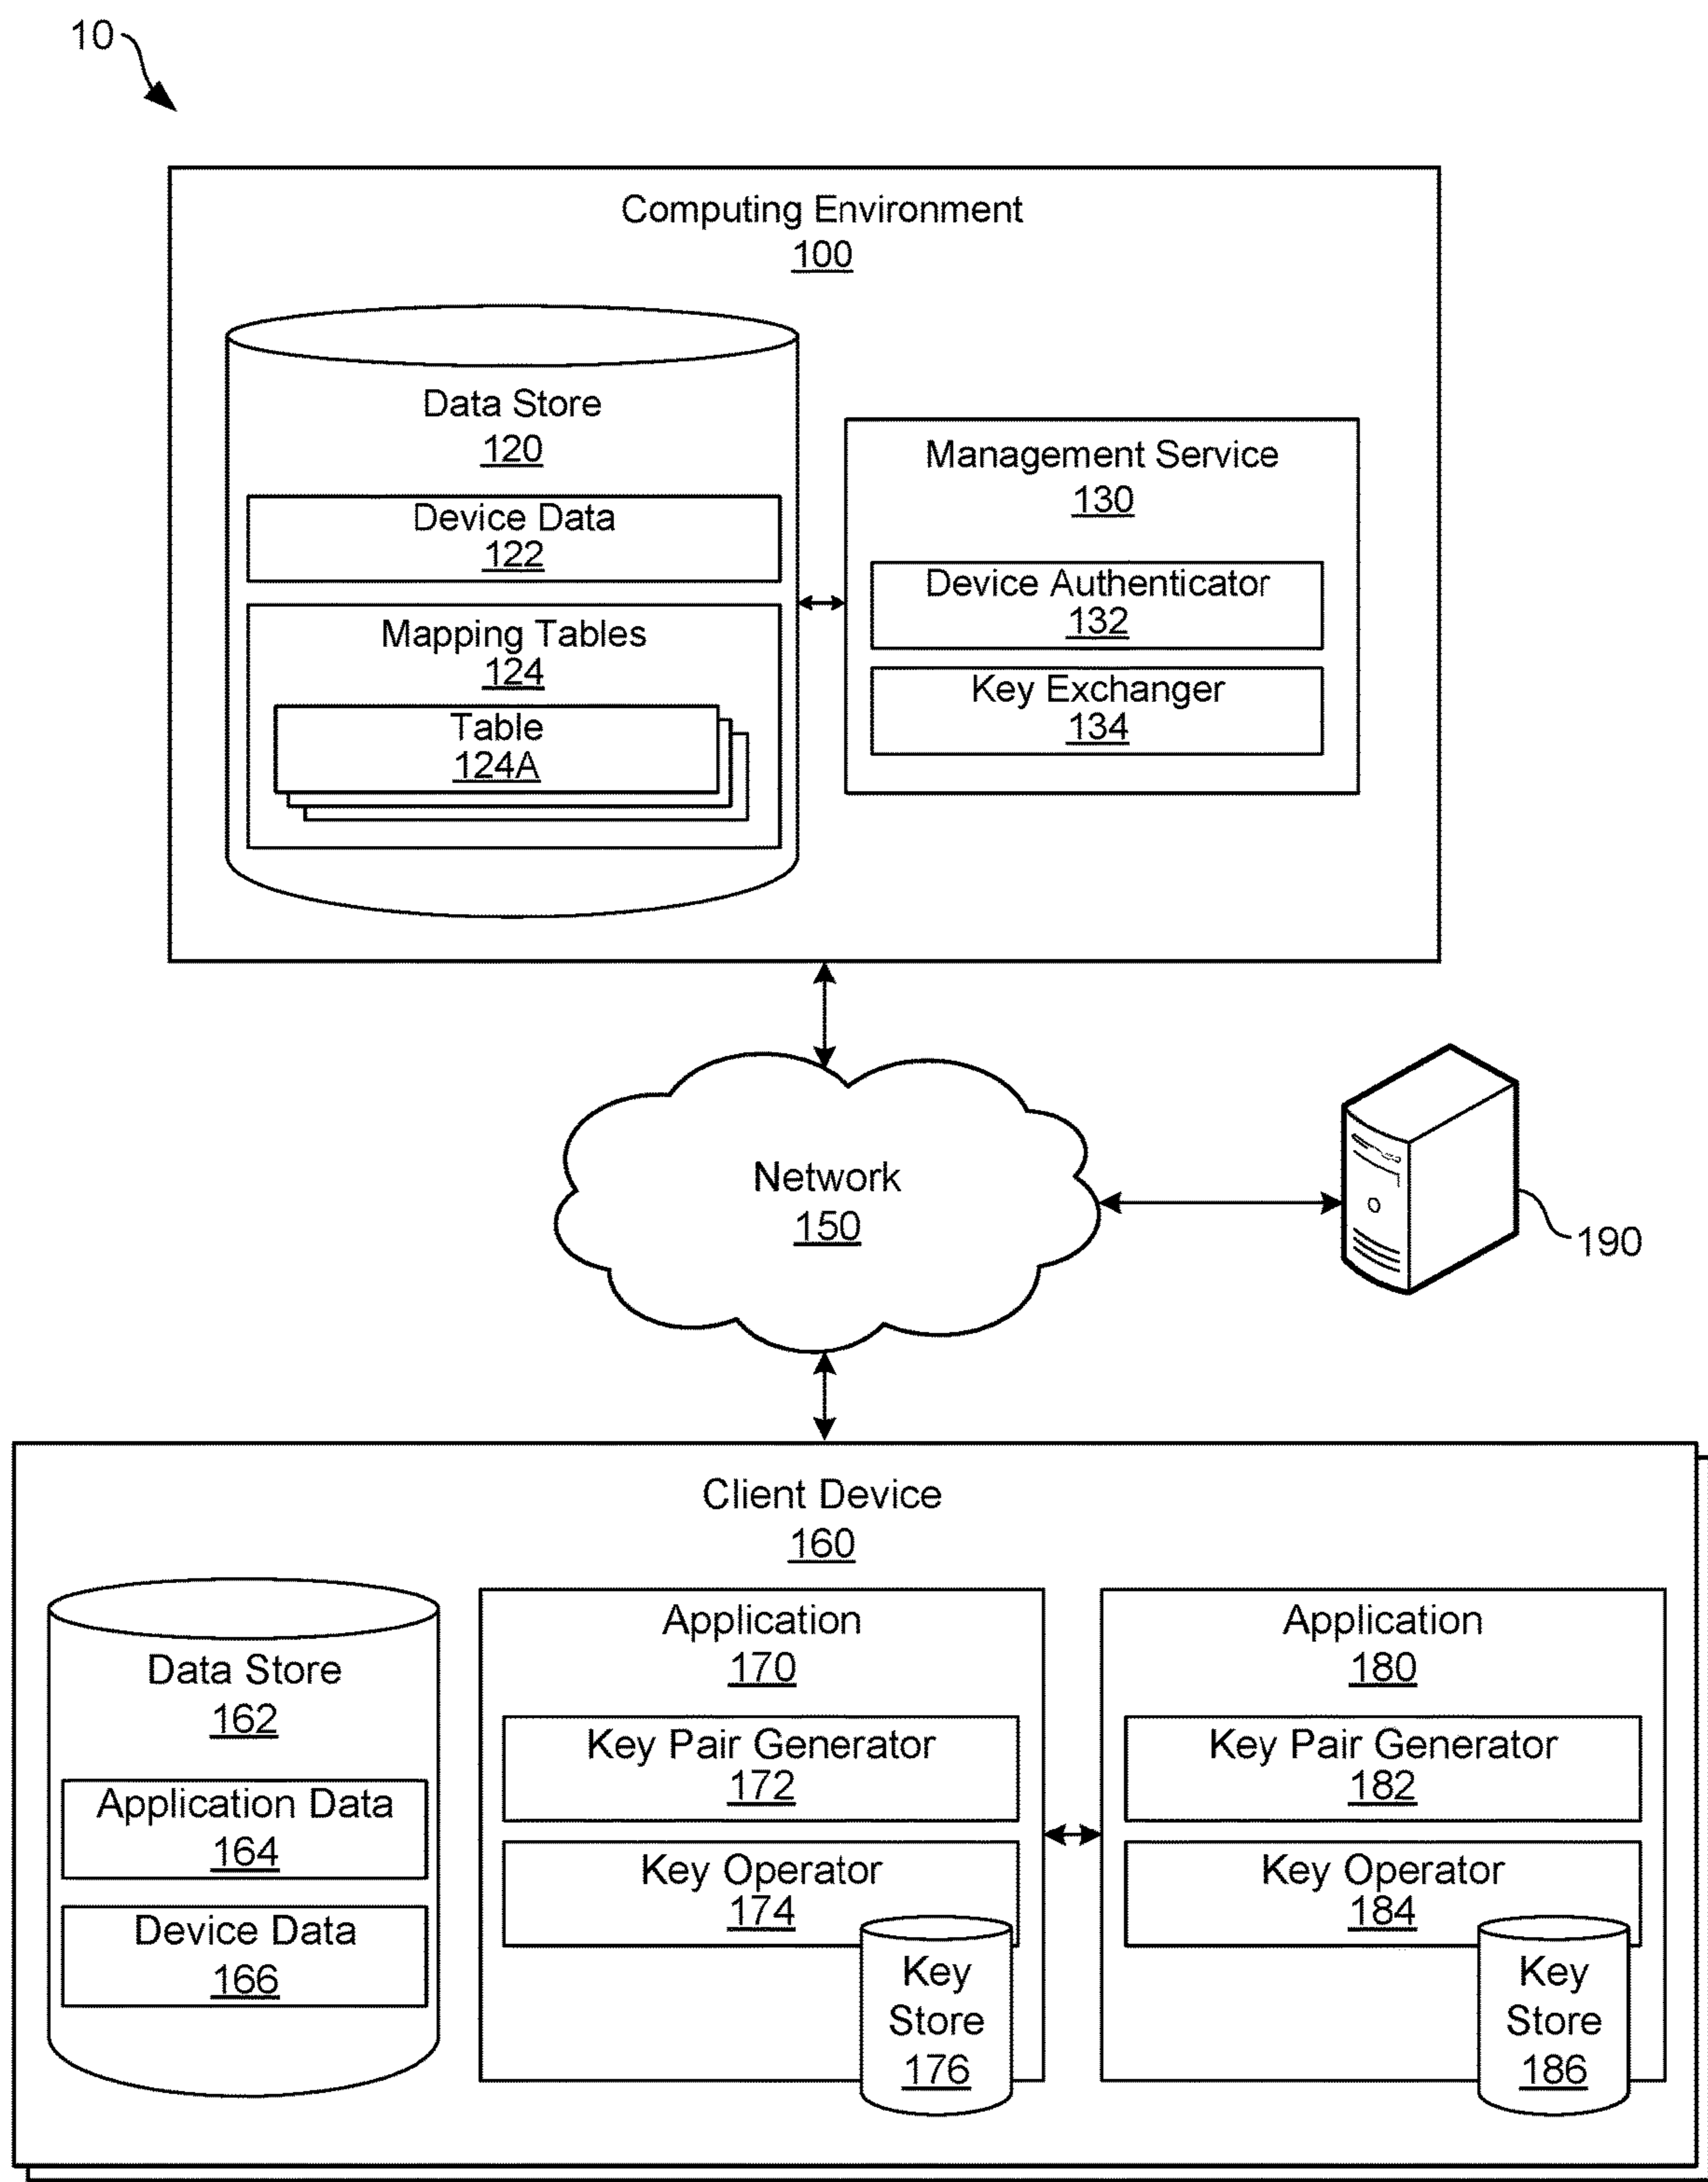 10
Computing Environment
100
Data Store
120
Device Data
122
Mapping Tables
124
Table
124A
Management Service
130
Device Authenticator
132
Key Exchanger
134
Network
150
190
Client Device
160
Data Store
162
Application Data
164
Device Data
166
Application
170
Key Pair Generator
172
Key Operator
174
Key
Store
176
Application
180
Key Pair Generator
182
Key Operator
184
Key
Store
186